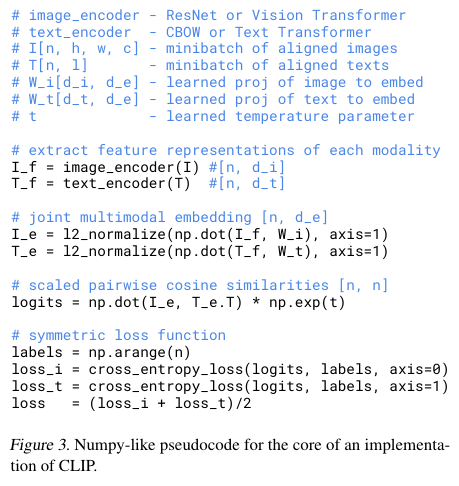 # image_encoder - ResNet or Vision Transformer
# text_encoder  - CBOW or Text Transformer
# I[n, h, w, c] - minibatch of aligned images
# T[n, l]       - minibatch of aligned texts
# W_i[d_i, d_e] - learned proj of image to embed
# W_t[d_t, d_e] - learned proj of text to embed
# t             - learned temperature parameter

# extract feature representations of each modality
I_f = image_encoder(I) #[n, d_i]
T_f = text_encoder(T)  #[n, d_t]

# joint multimodal embedding [n, d_e]
I_e = l2_normalize(np.dot(I_f, W_i), axis=1)
T_e = l2_normalize(np.dot(T_f, W_t), axis=1)

# scaled pairwise cosine similarities [n, n]
logits = np.dot(I_e, T_e.T) * np.exp(t)

# symmetric loss function
labels = np.arange(n)
loss_i = cross_entropy_loss(logits, labels, axis=0)
loss_t = cross_entropy_loss(logits, labels, axis=1)
loss   = (loss_i + loss_t)/2

Figure 3. Numpy-like pseudocode for the core of an implementa-
tion of CLIP.